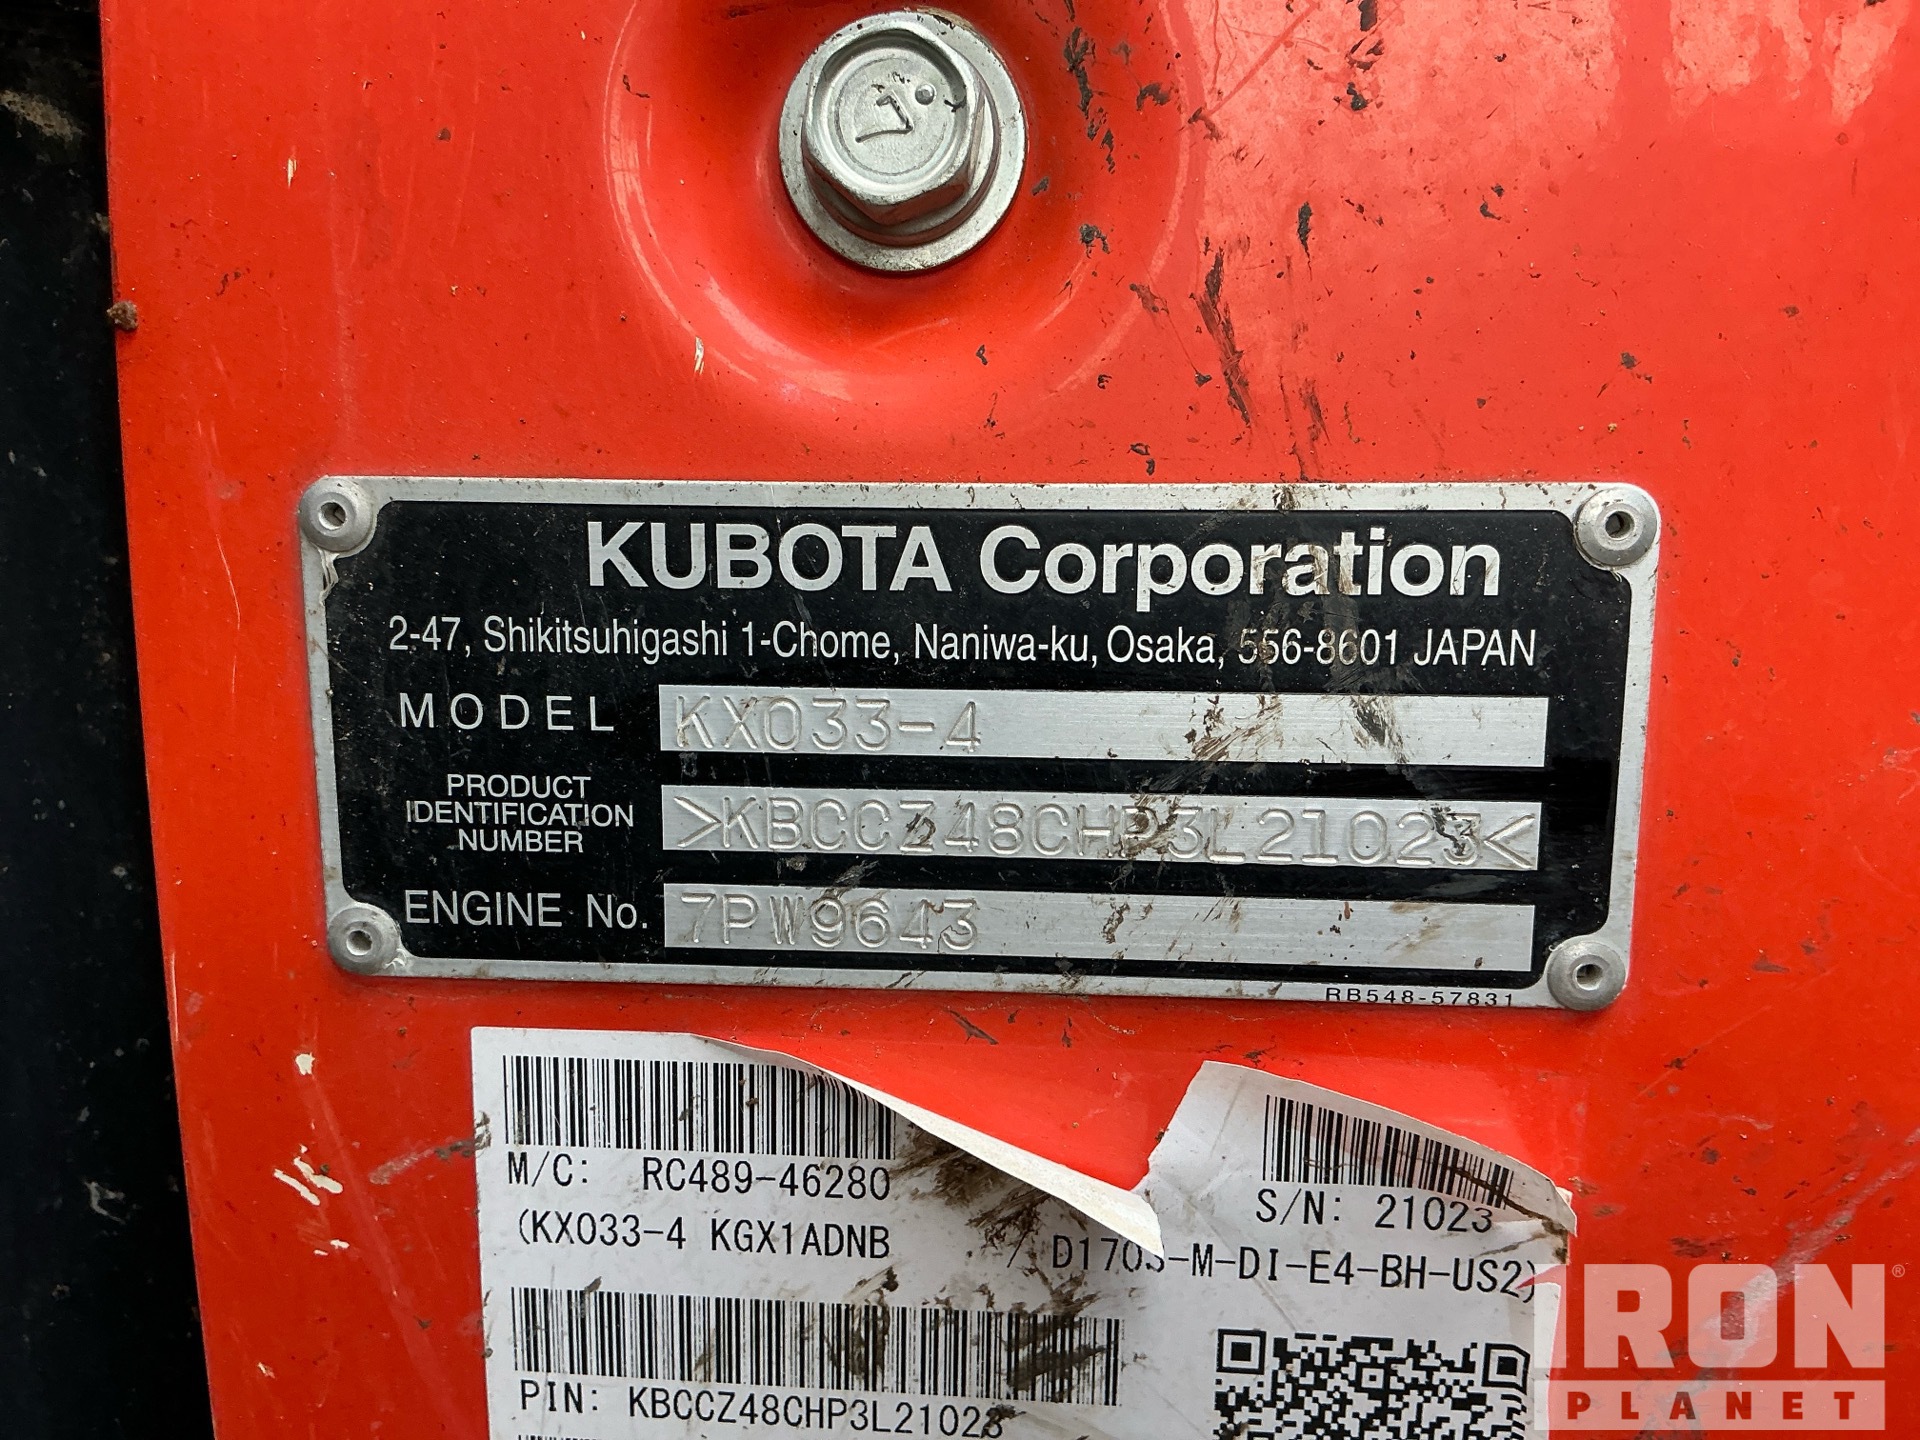 KUBOTA Corporation
2-47, Shikitsuhigashi 1-Chome, Naniwa-ku, Osaka, 556-8601 JAPAN
MODEL KX033-4
PRODUCT
IDENTIFICATION
NUMBER >KBCCZ48CHP3L21023<
ENGINE No. 7PW9643
RB548-57831
M/C: RC489-46280
S/N: 21023
(KX033-4 KGX1ADNB / D1703-M-DI-E4-BH-US2)
PIN: KBCCZ48CHP3L21023
IRON
PLANET
®